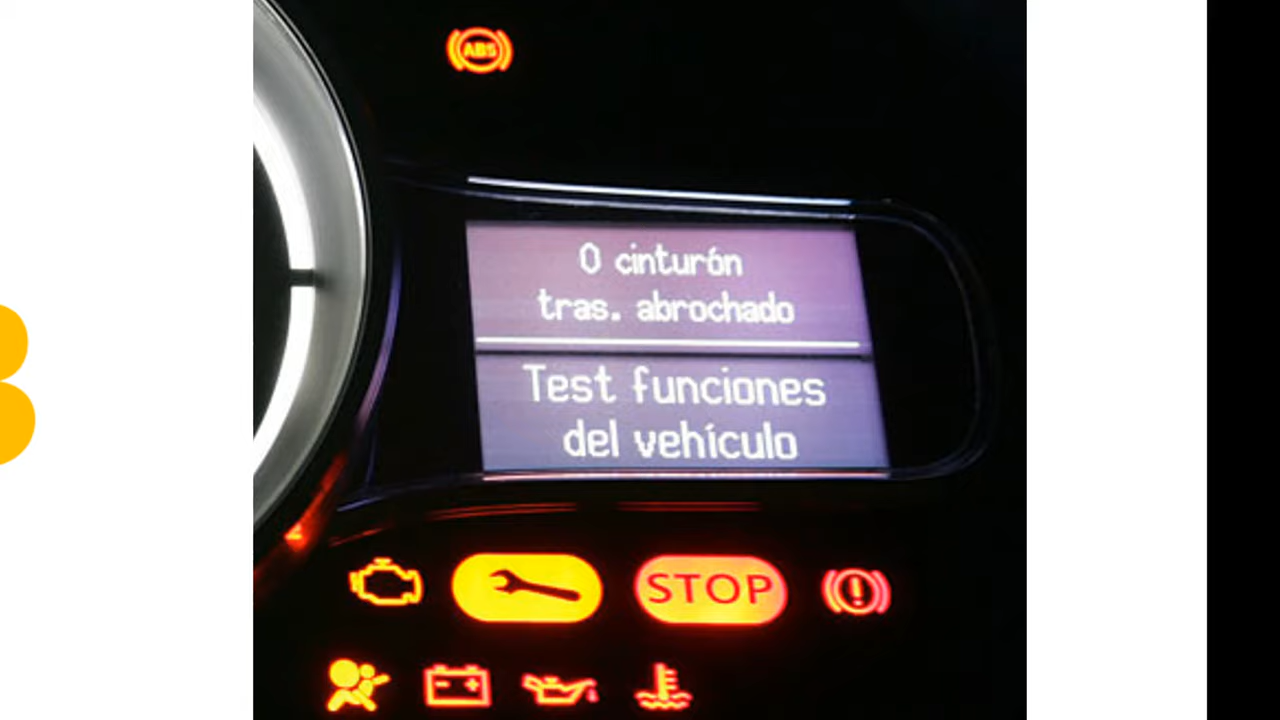 ABS
0 cinturón
tras. abrochado
Test funciones
del vehículo
STOP